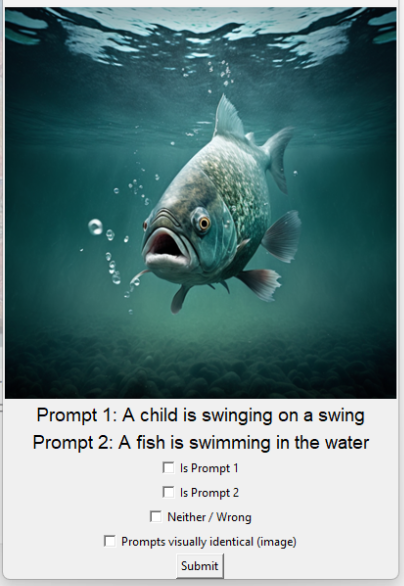 Prompt 1: A child is swinging on a swing
Prompt 2: A fish is swimming in the water
Is Prompt 1
Is Prompt 2
Neither / Wrong
Prompts visually identical (image)
Submit